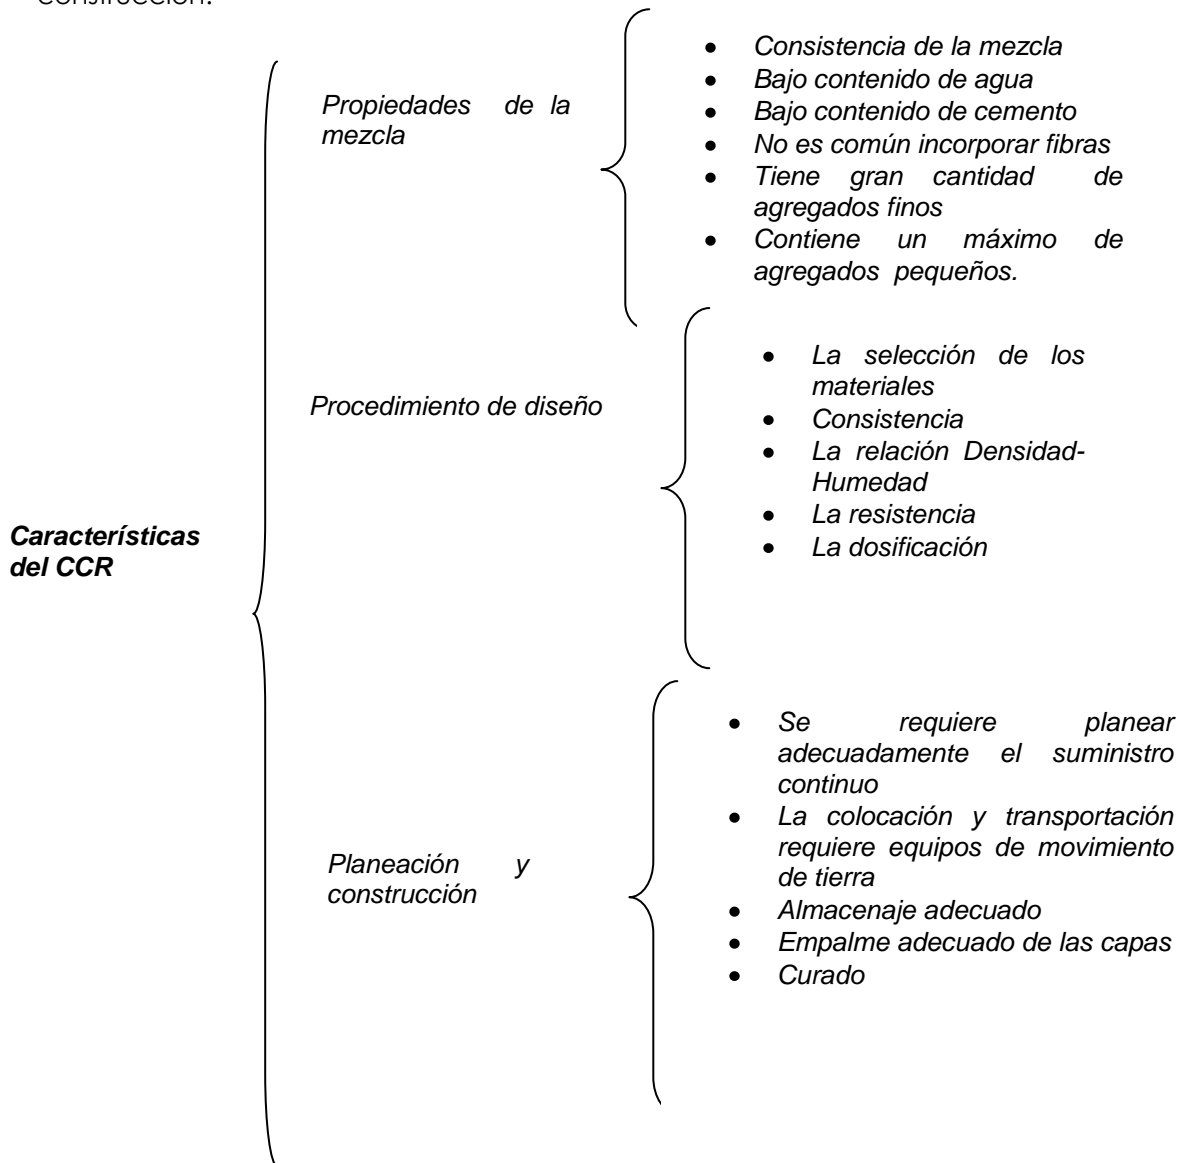 construcción.
Propiedades de la
mezcla
• Consistencia de la mezcla
• Bajo contenido de agua
• Bajo contenido de cemento
• No es común incorporar fibras
• Tiene gran cantidad de
agregados finos
• Contiene un máximo de
agregados pequeños.
Procedimiento de diseño
• La selección de los
materiales
• Consistencia
• La relación Densidad-
Humedad
• La resistencia
• La dosificación
Características
del CCR
Planeación y
construcción
• Se requiere planear
adecuadamente el suministro
continuo
• La colocación y transportación
requiere equipos de movimiento
de tierra
• Almacenaje adecuado
• Empalme adecuado de las capas
• Curado